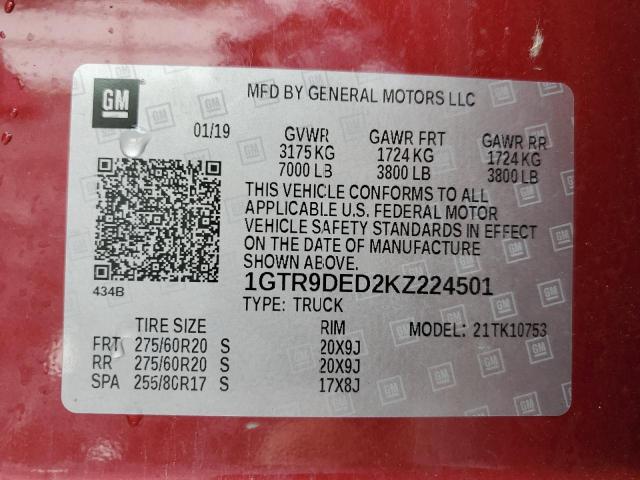 GM
MFD BY GENERAL MOTORS LLC
01/19 GVWR GAWR FRT GAWR RR
3175 KG 1724 KG 1724 KG
7000 LB 3800 LB 3800 LB
THIS VEHICLE CONFORMS TO ALL
APPLICABLE U.S. FEDERAL MOTOR
VEHICLE SAFETY STANDARDS IN EFFECT
ON THE DATE OF MANUFACTURE
SHOWN ABOVE.
434B 1GTR9DED2KZ224501
TYPE: TRUCK
TIRE SIZE RIM MODEL: 21TK10753
FRT 275/60R20 S 20X9J
RR 275/60R20 S 20X9J
SPA 255/80R17 S 17X8J